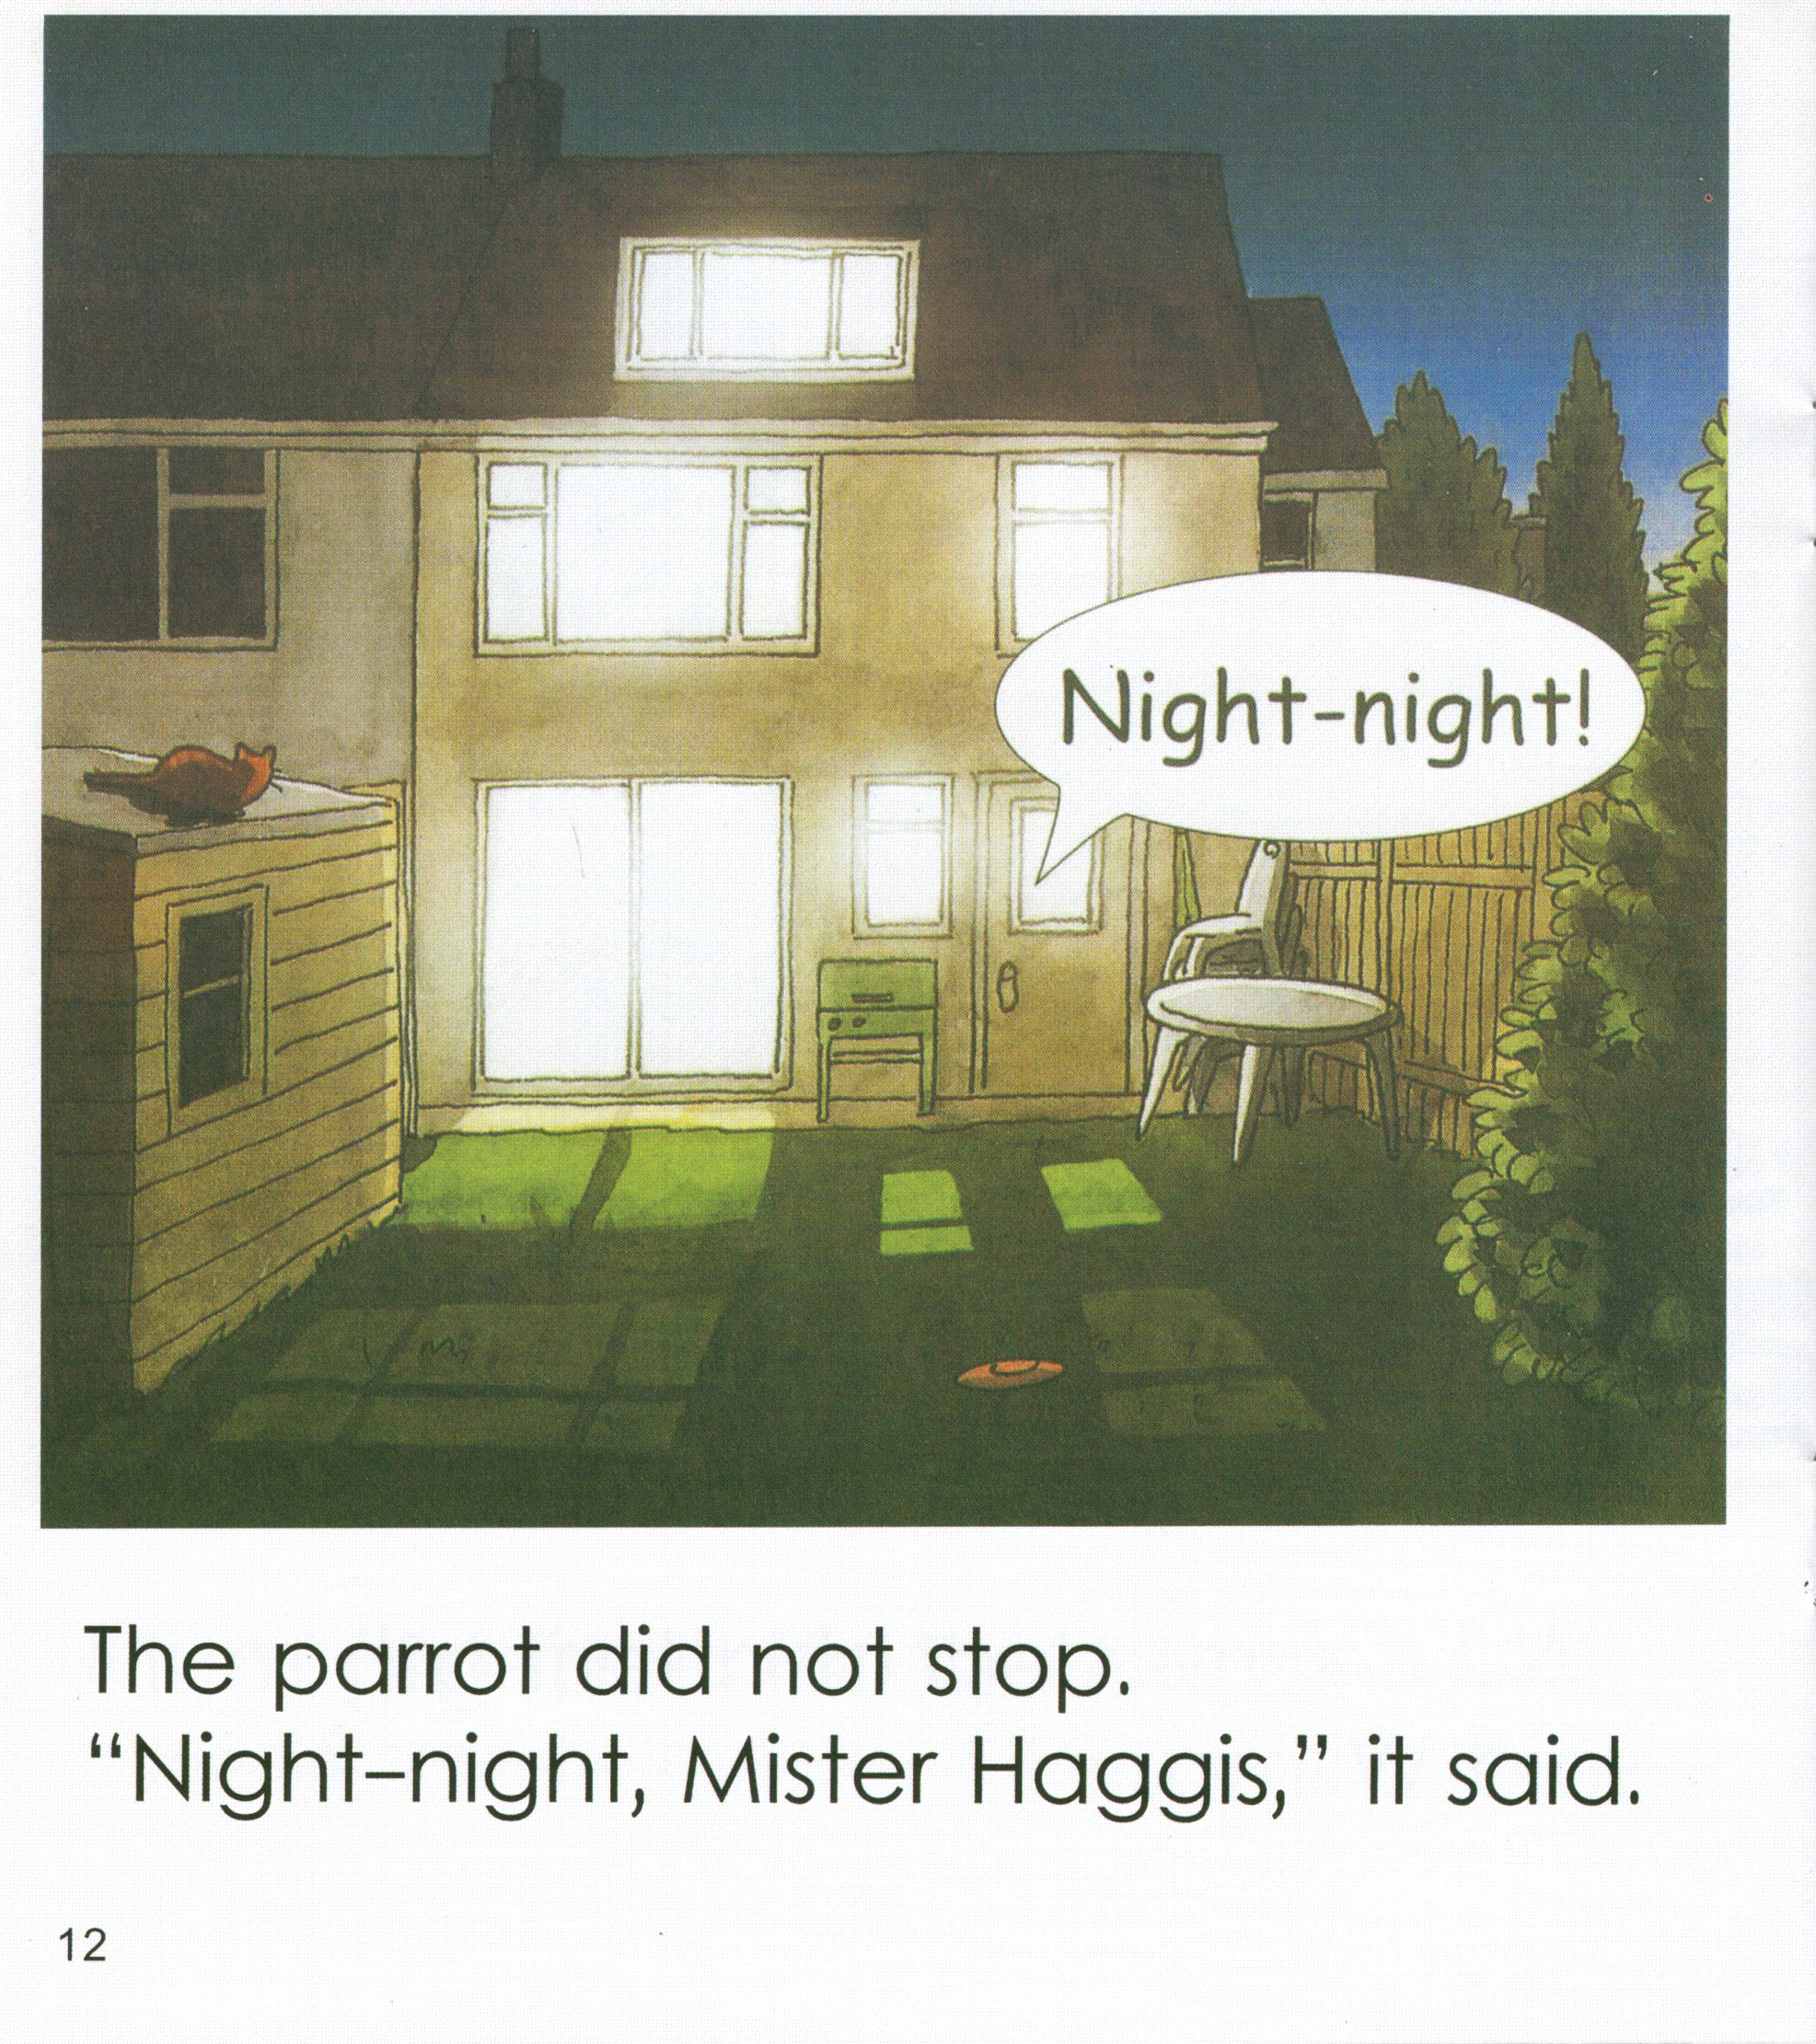 Night-night!
The parrot did not stop.
“Night–night, Mister Haggis,” it said.
12